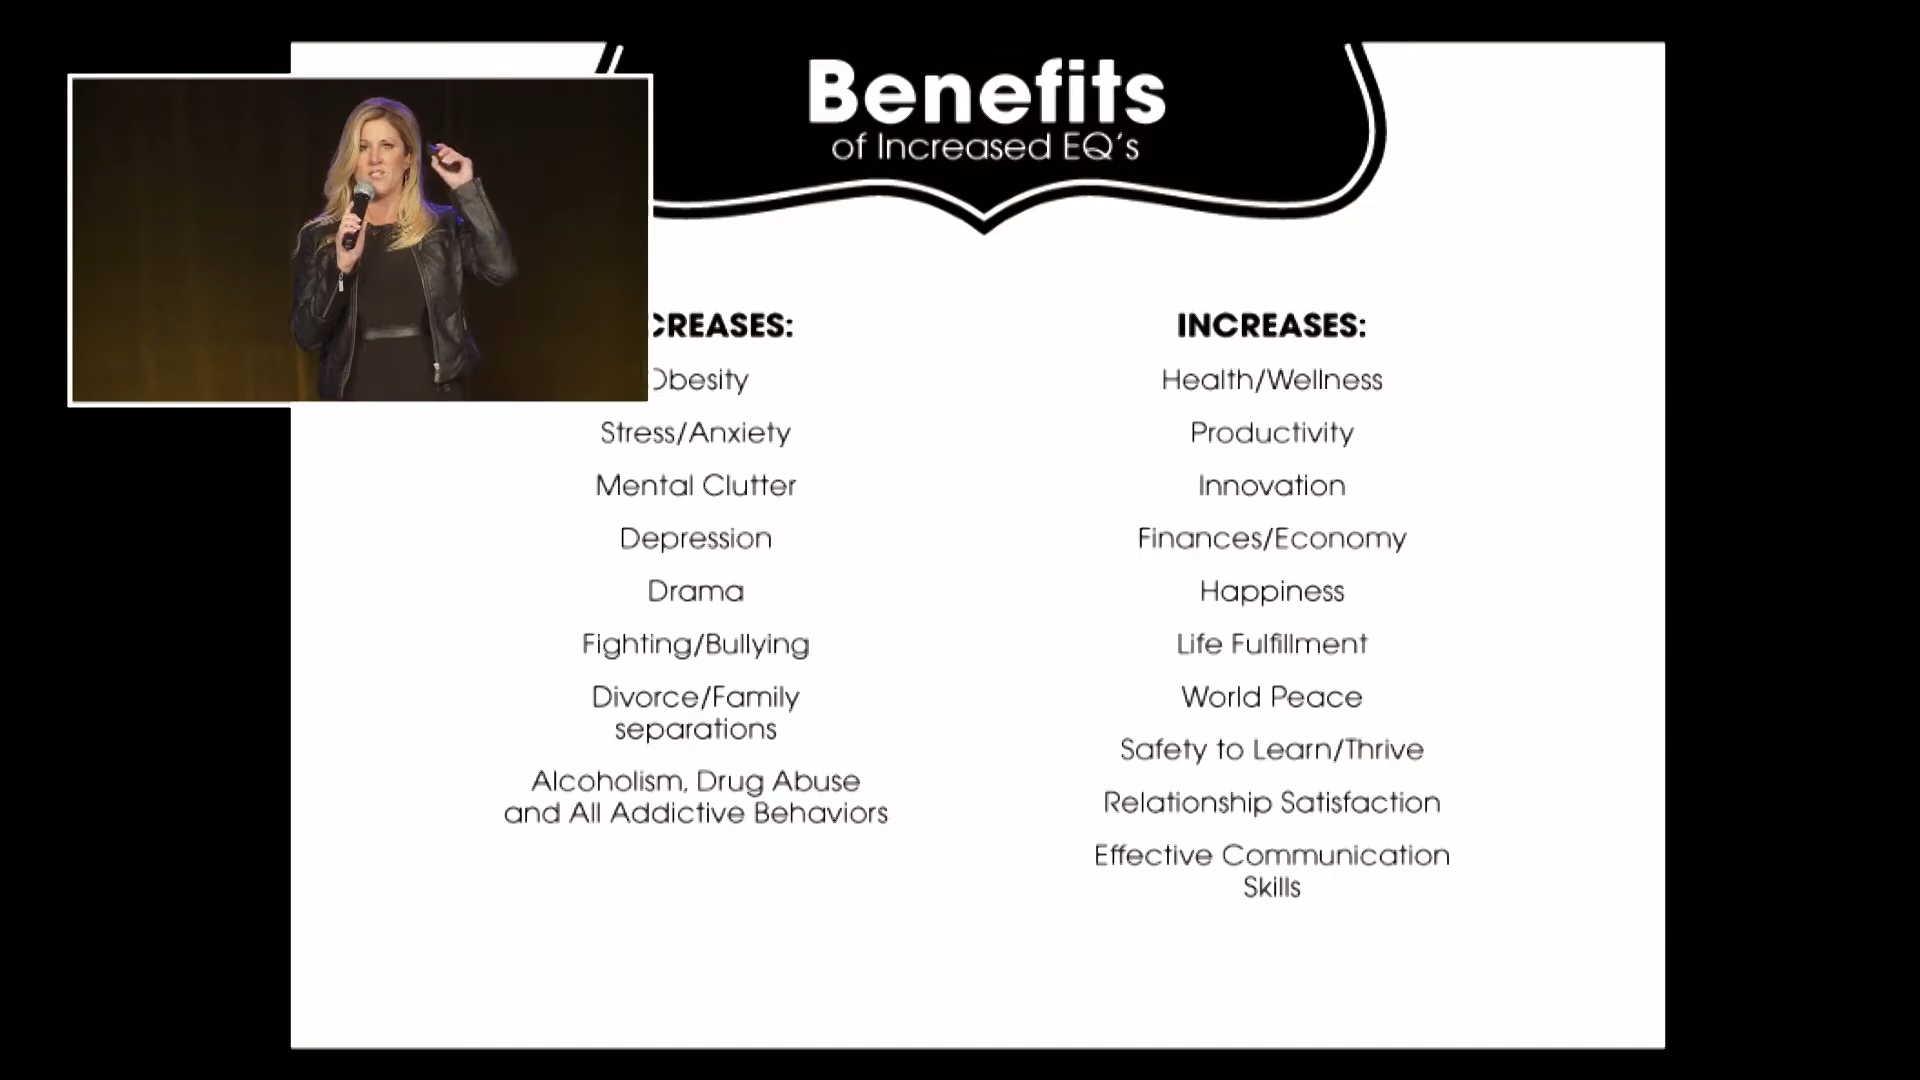 Benefits
of Increased EQ's
CREASES:
Obesity
Stress/Anxiety
Mental Clutter
Depression
Drama
Fighting/Bullying
Divorce/Family
separations
Alcoholism, Drug Abuse
and All Addictive Behaviors
INCREASES:
Health/Wellness
Productivity
Innovation
Finances/Economy
Happiness
Life Fulfillment
World Peace
Safety to Learn/Thrive
Relationship Satisfaction
Effective Communication
Skills